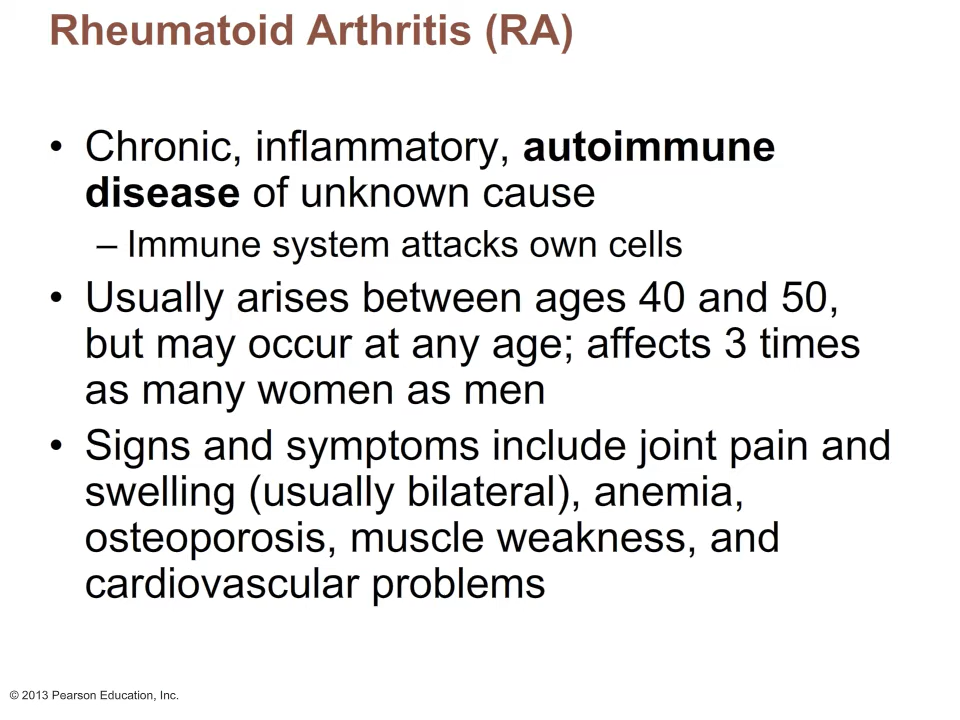 Rheumatoid Arthritis (RA)
• Chronic, inflammatory, autoimmune
disease of unknown cause
– Immune system attacks own cells
• Usually arises between ages 40 and 50,
but may occur at any age; affects 3 times
as many women as men
• Signs and symptoms include joint pain and
swelling (usually bilateral), anemia,
osteoporosis, muscle weakness, and
cardiovascular problems
© 2013 Pearson Education, Inc.